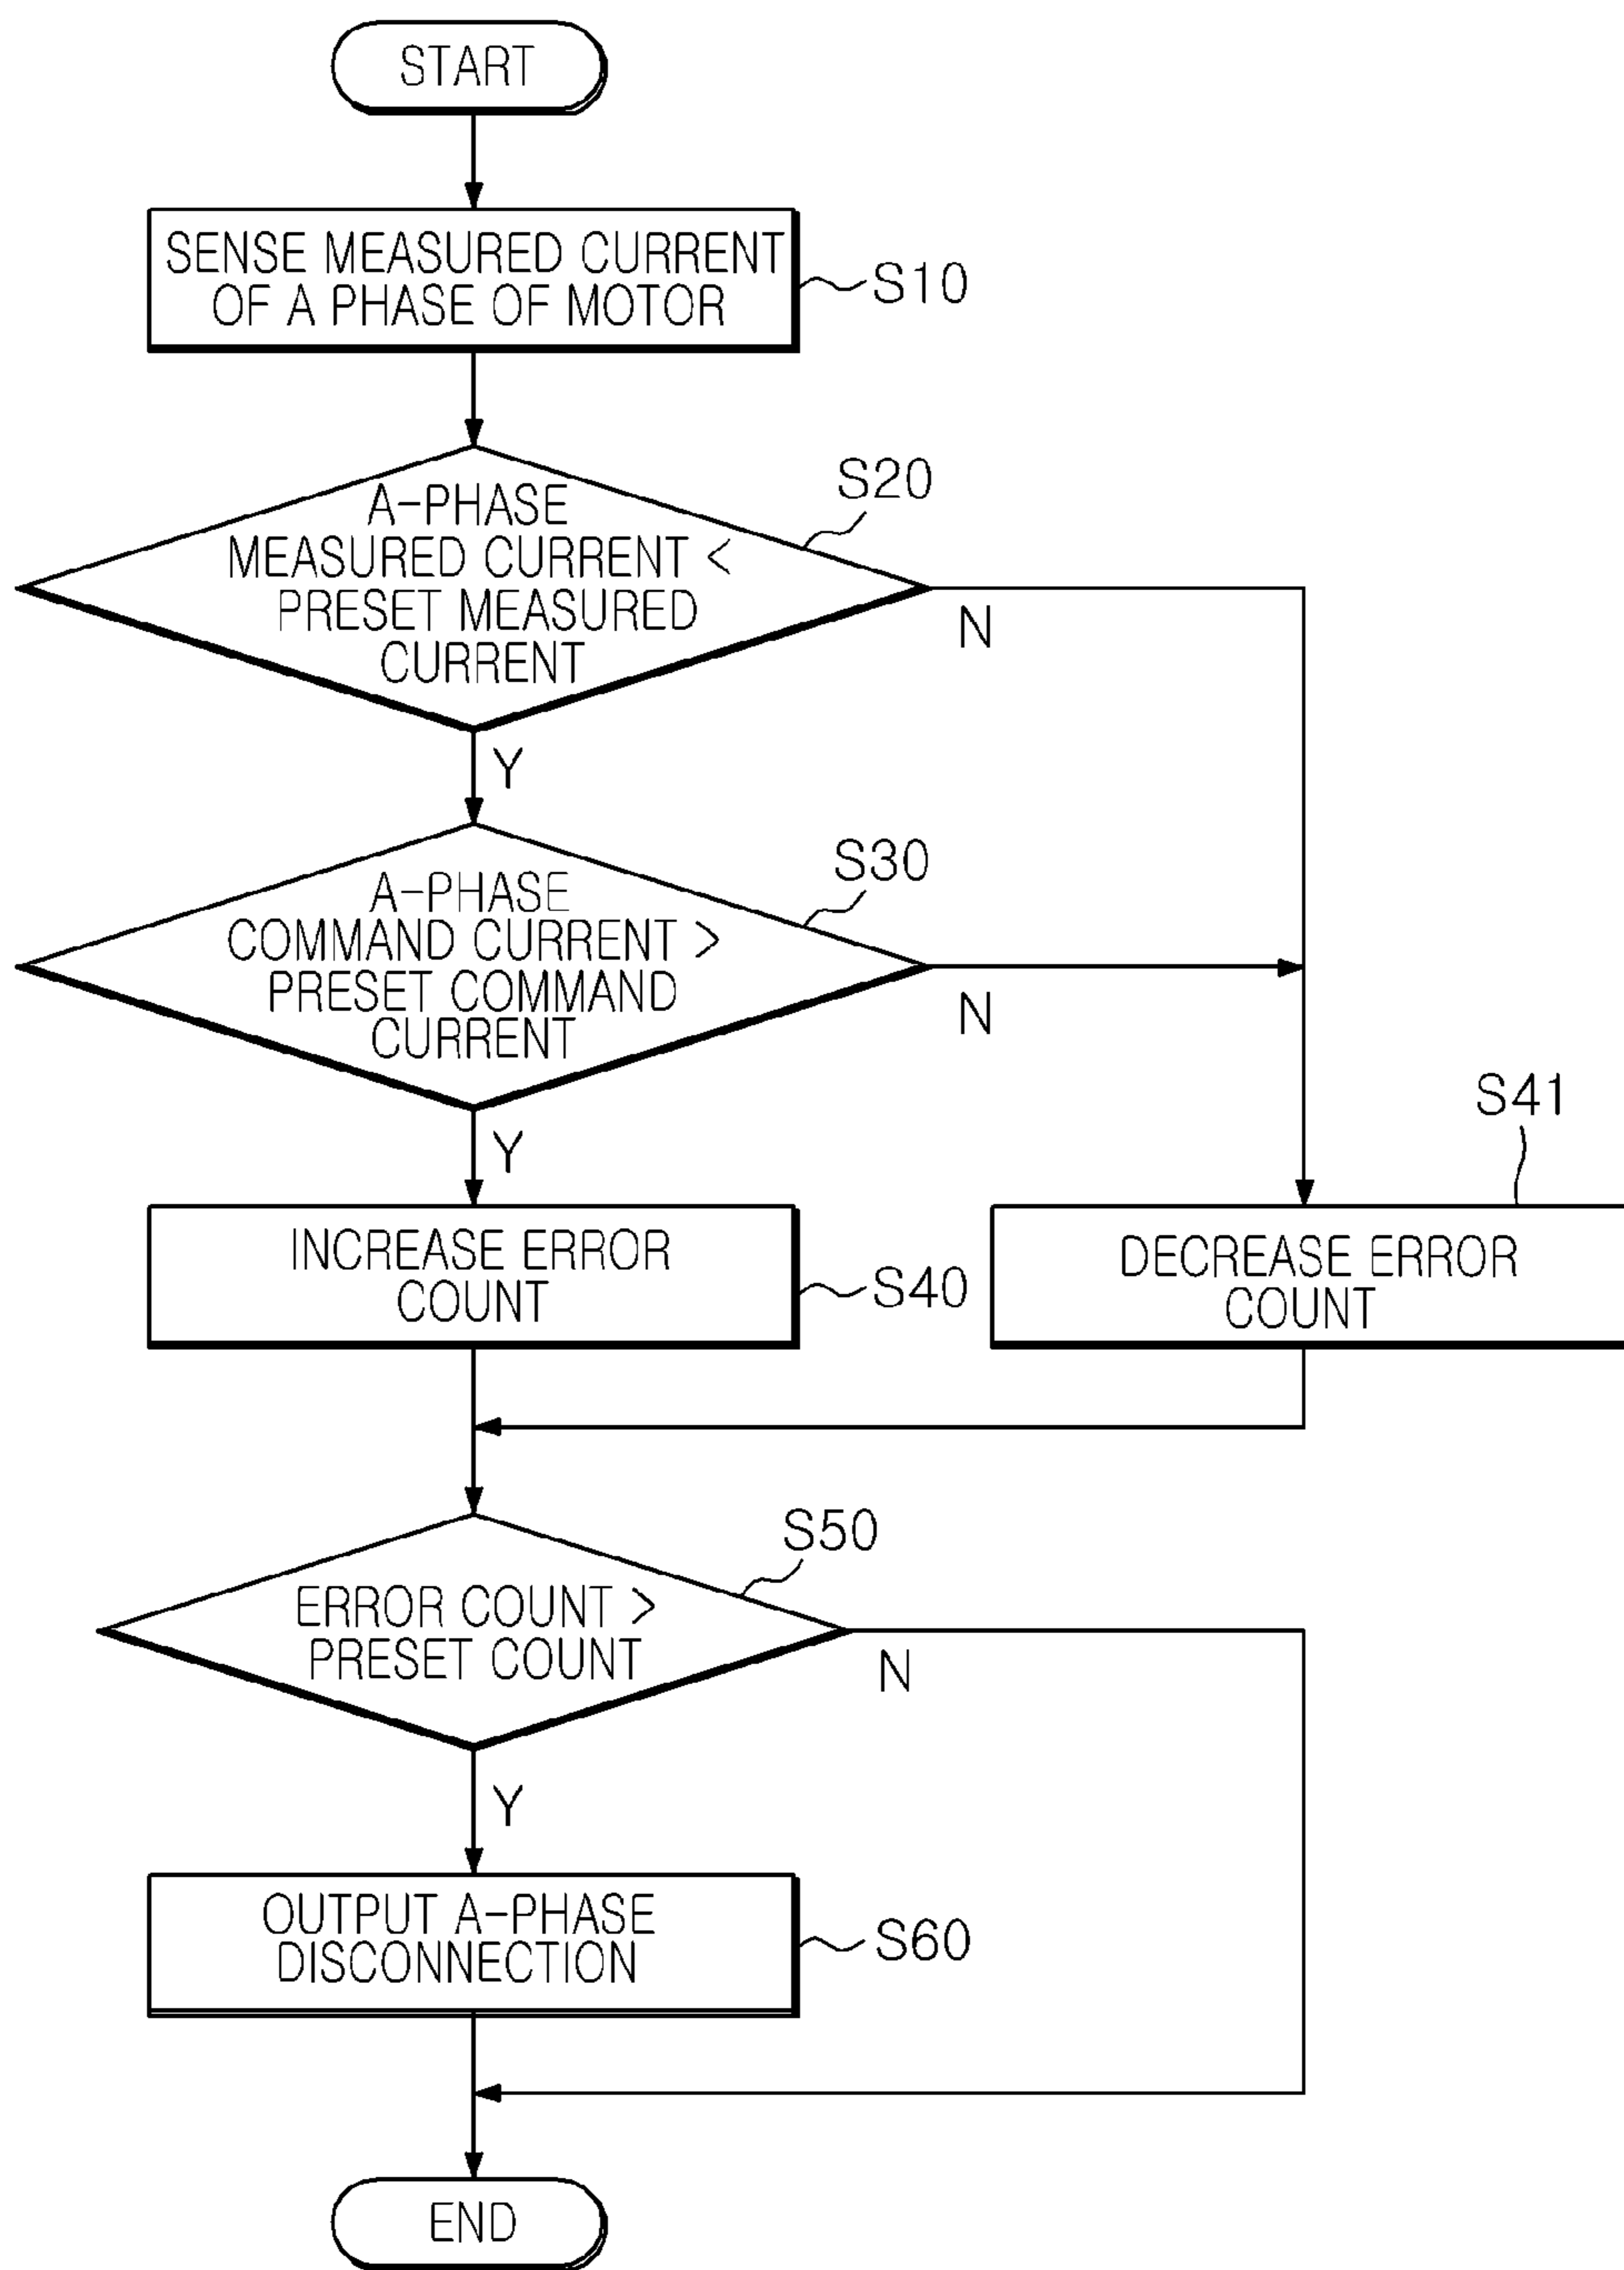 START
SENSE MEASURED CURRENT
OF A PHASE OF MOTOR
S10
S20
A-PHASE
MEASURED CURRENT <
PRESET MEASURED
CURRENT
N
Y
S30
A-PHASE
COMMAND CURRENT >
PRESET COMMAND
CURRENT
N
Y
S41
INCREASE ERROR
COUNT
S40
DECREASE ERROR
COUNT
S50
ERROR COUNT >
PRESET COUNT
N
Y
OUTPUT A-PHASE
DISCONNECTION
S60
END